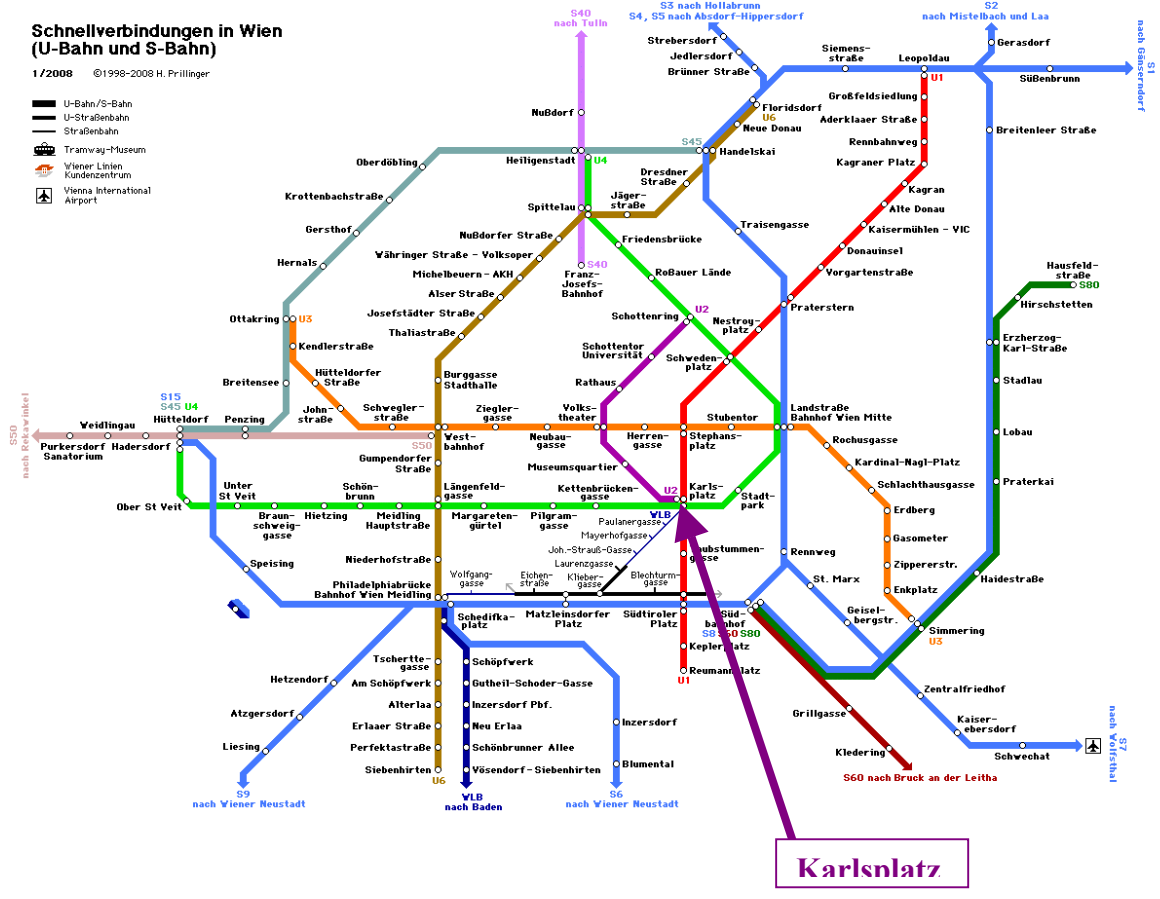 Schnellverbindungen in Wien
(U-Bahn und S-Bahn)
1/2008 ©1998-2008 H. Prillinger
U-Bahn/S-Bahn
U-Straßenbahn
Straßenbahn
Tramway-Museum
Wiener Linien
Kundenzentrum
Vienna International
Airport
S40
nach Tulln
S3 nach Hollabrunn
S4, S5 nach Absdorf-Hippersdorf
S2
nach Mistelbach und Laa
S1
nach Gänserndorf
Strebersdorf
Jedlersdorf
Brünner Straße
Siemens-
straße
Leopoldau
U1
Gerasdorf
Süßenbrunn
Großfeldsiedlung
Aderklaaer Straße
Rennbahnweg
Kagraner Platz
Breitenleer Straße
Floridsdorf
U6
Neue Donau
Nußdorf
S45
Handelskai
Heiligenstadt
U4
Oberdöbling
Dresdner
Straße
Kagran
Krottenbachstraße
Jäger-
straße
Alte Donau
Spittelau
Kaisermühlen - VIC
Traisengasse
Gersthof
Nußdorfer Straße
Friedensbrücke
Donauinsel
Währinger Straße - Volksoper
Hernals
Michelbeuern - AKH
S40
Franz-
Josefs-
Bahnhof
Roßauer Lände
Vorgartenstraße
Hausfeld-
straße
S80
Alser Straße
Hirschstetten
Josefstädter Straße
U2
Schottenring
Praterstern
Ottakring
U3
Thaliastraße
Nestroy-
platz
Kendlerstraße
Schottentor
Universität
Schweden-
platz
Erzherzog-
Karl-Straße
Hütteldorfer
Straße
Burggasse
Stadthalle
Rathaus
Stadlau
Breitensee
S15
S45 U4
Hütteldorf
John-
straße
Schwegler-
straße
Ziegler-
gasse
Volks-
theater
Stubentor
Landstraße
Bahnhof Wien Mitte
Lobau
S50
nach Rekawinkel
Weidlingau
Penzing
Purkersdorf
Sanatorium
Hadersdorf
S50
West-
bahnhof
Neubau-
gasse
Herren-
gasse
Stephans-
platz
Rochusgasse
Gumpendorfer
Straße
Museumsquartier
Kardinal-Nagl-Platz
Praterkai
Schlachthausgasse
Unter
St Veit
Schön-
brunn
Längenfeld-
gasse
Kettenbrücken-
gasse
U2
Karls-
platz
Stadt-
park
Ober St Veit
Braun-
schweig-
gasse
Hietzing
Meidling
Hauptstraße
Margareten-
gürtel
Pilgram-
gasse
WLB
Erdberg
Paulanergasse
Mayerhofgasse
Joh.-Strauß-Gasse
Laurenzgasse
Gasometer
Niederhofstraße
ubstummen-
gasse
Rennweg
Zippererstr.
Speising
Philadelphiabrücke
Bahnhof Wien Meidling
Wolfgang-
gasse
Eichen-
straße
Klieber-
gasse
Blechturm-
gasse
St. Marx
Enkplatz
Haidestraße
Schedifka-
platz
Matzleinsdorfer
Platz
Südtiroler
Platz
Süd-
bahnhof
S8 S60 S80
Geisel-
bergstr.
Simmering
U3
Tschertte-
gasse
Schöpfwerk
Keplerplatz
Reumannplatz
U1
Hetzendorf
Am Schöpfwerk
Gutheil-Schoder-Gasse
Zentralfriedhof
Alterlaa
Inzersdorf Pbf.
Atzgersdorf
Erlaaer Straße
Neu Erlaa
Inzersdorf
Grillgasse
Kaiser-
ebersdorf
Liesing
Perfektastraße
Schönbrunner Allee
Kledering
Schwechat
S7
nach Wolfsthal
Siebenhirten
U6
Vösendorf-Siebenhirten
Blumental
S60 nach Bruck an der Leitha
S9
nach Wiener Neustadt
WLB
nach Baden
S6
nach Wiener Neustadt
Karlsplatz